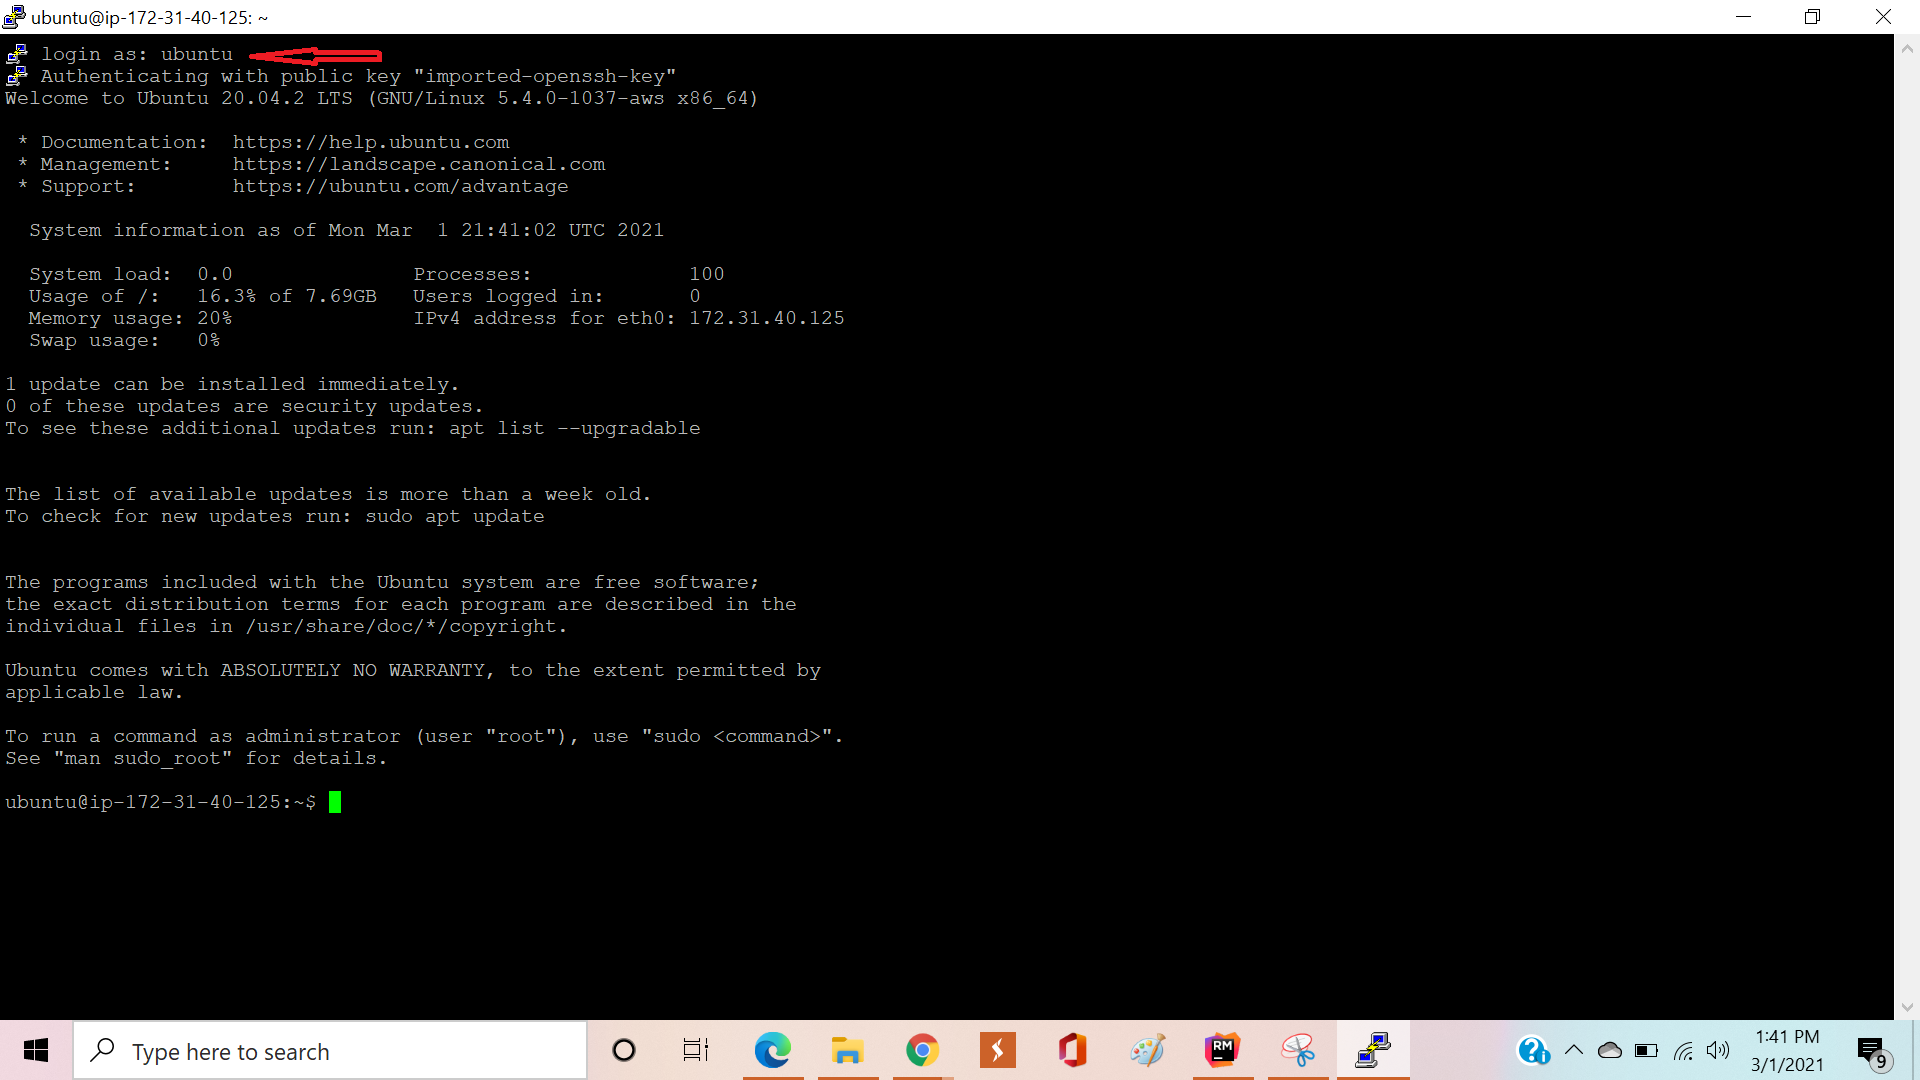 ubuntu@ip-172-31-40-125: ~
login as: ubuntu
Authenticating with public key "imported-openssh-key"
Welcome to Ubuntu 20.04.2 LTS (GNU/Linux 5.4.0-1037-aws x86_64)
* Documentation:  https://help.ubuntu.com
* Management:     https://landscape.canonical.com
* Support:        https://ubuntu.com/advantage
System information as of Mon Mar  1 21:41:02 UTC 2021
System load:  0.0               Processes:             100
Usage of /:   16.3% of 7.69GB   Users logged in:       0
Memory usage: 20%               IPv4 address for eth0: 172.31.40.125
Swap usage:   0%
1 update can be installed immediately.
0 of these updates are security updates.
To see these additional updates run: apt list --upgradable
The list of available updates is more than a week old.
To check for new updates run: sudo apt update
The programs included with the Ubuntu system are free software;
the exact distribution terms for each program are described in the
individual files in /usr/share/doc/*/copyright.
Ubuntu comes with ABSOLUTELY NO WARRANTY, to the extent permitted by
applicable law.
To run a command as administrator (user "root"), use "sudo <command>".
See "man sudo_root" for details.
ubuntu@ip-172-31-40-125:~$
Type here to search
RM
1:41 PM
3/1/2021
9